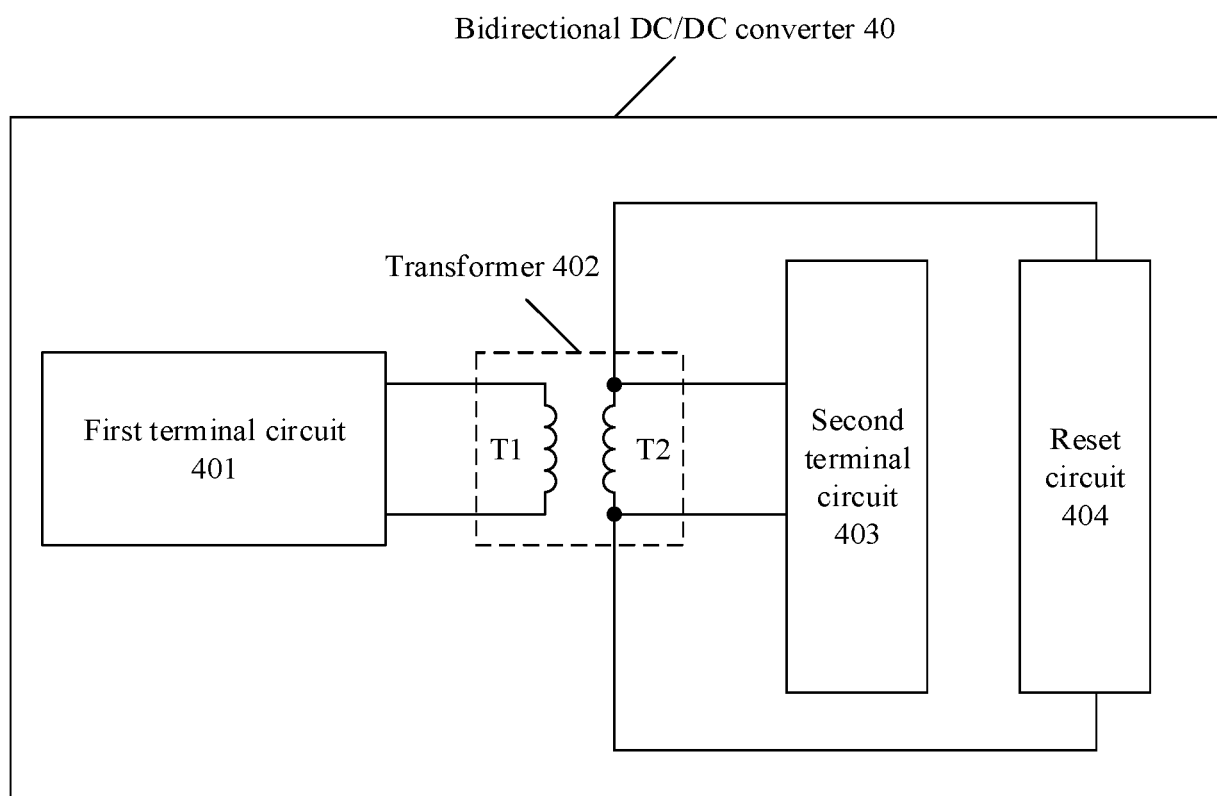 Bidirectional DC/DC converter 40
Transformer 402
First terminal circuit
401
T1
T2
Second
terminal
circuit
403
Reset
circuit
404